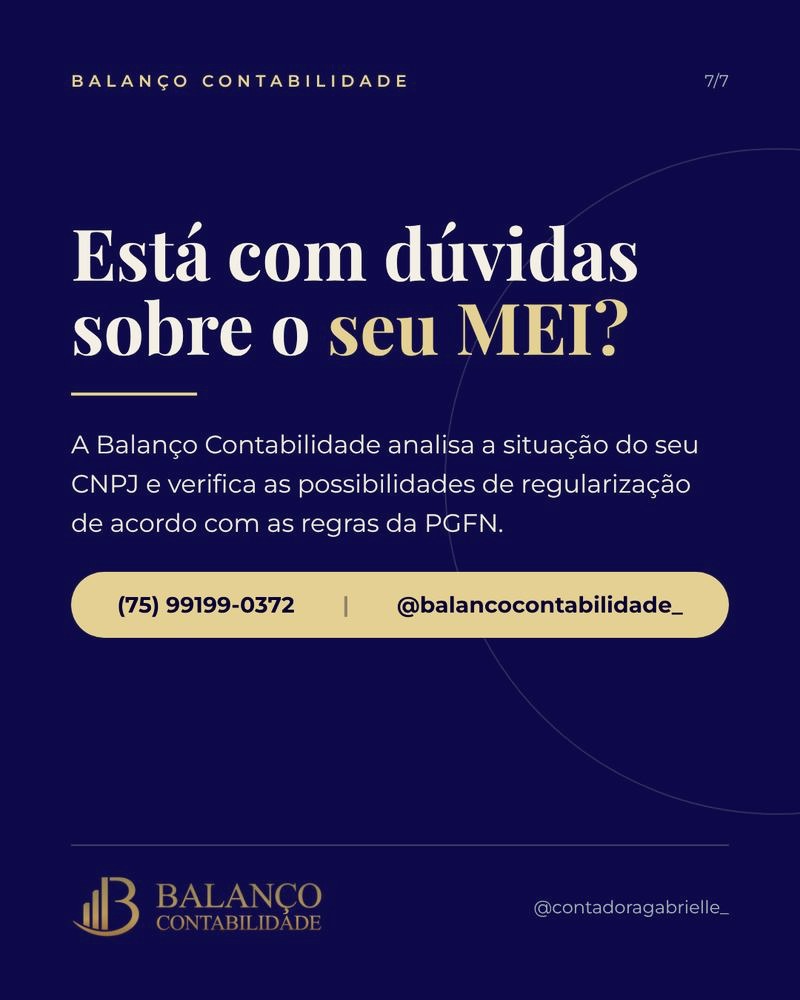 BALANÇO CONTABILIDADE
7/7
Está com dúvidas
sobre o seu MEI?
A Balanço Contabilidade analisa a situação do seu
CNPJ e verifica as possibilidades de regularização
de acordo com as regras da PGFN.
(75) 99199-0372 | @balancocontabilidade_
BALANÇO
CONTABILIDADE
@contadoragabrielle_